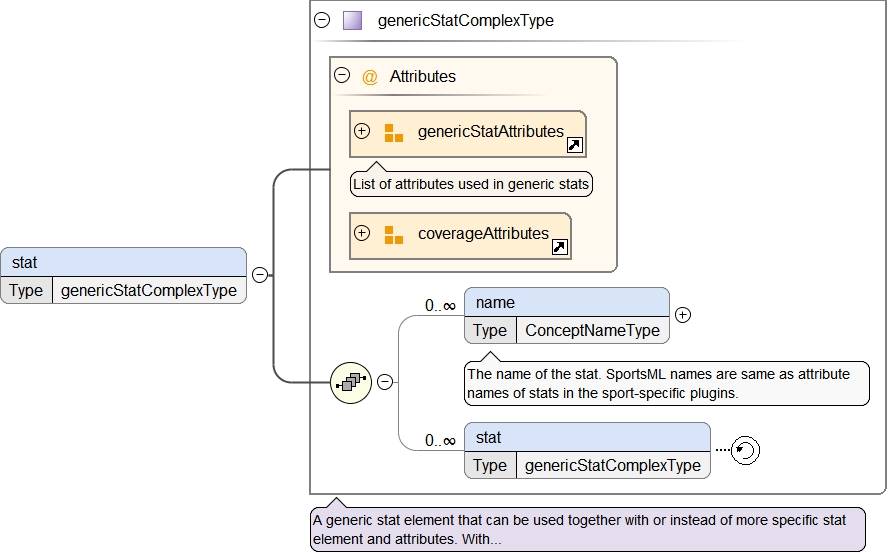 genericStatComplexType
@ Attributes
genericStatAttributes
List of attributes used in generic stats
coverageAttributes
stat
Type genericStatComplexType
0..∞
name
Type ConceptNameType
The name of the stat. SportsML names are same as attribute
names of stats in the sport-specific plugins.
0..∞
stat
Type genericStatComplexType
A generic stat element that can be used together with or instead of more specific stat
element and attributes. With...